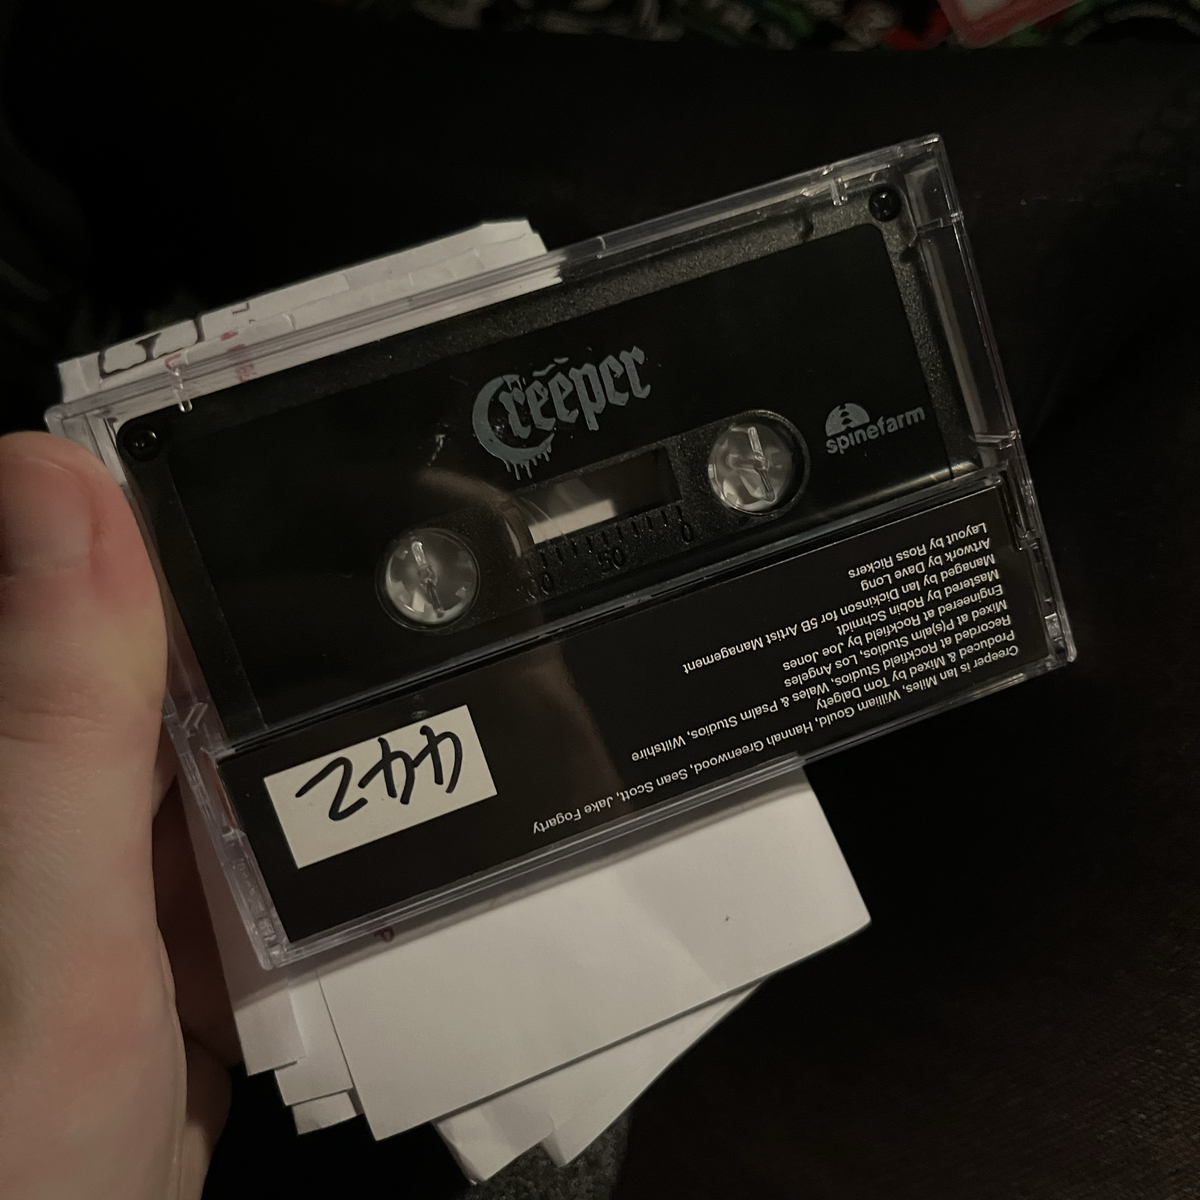 Creeper
spinefarm
0 50
Creeper is Ian Miles, William Gould, Hannah Greenwood, Sean Scott, Jake Fogarty
Produced & Mixed by Tom Dalgety
Recorded at Rockfield Studios, Wales & Psalm Studios, Wiltshire
Mixed at P(s)alm Studios, Los Angeles
Engineered at Rockfield by Joe Jones
Mastered by Robin Schmidt
Managed by Ian Dickinson for SB Artist Management
Artwork by Dave Long
Layout by Ross Rickers
442